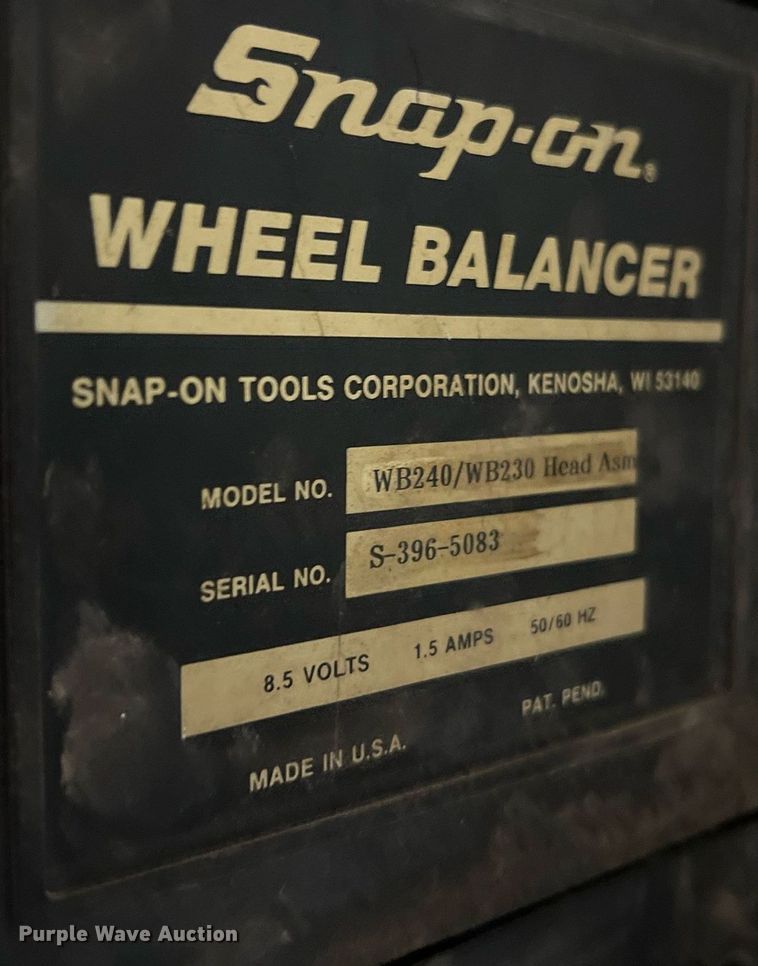 Snap-on®
WHEEL BALANCER
SNAP-ON TOOLS CORPORATION, KENOSHA, WI 53140
MODEL NO. WB240/WB230 Head Asm
SERIAL NO. S-396-5083
8.5 VOLTS 1.5 AMPS 50/60 HZ
MADE IN U.S.A. PAT. PEND.
Purple Wave Auction